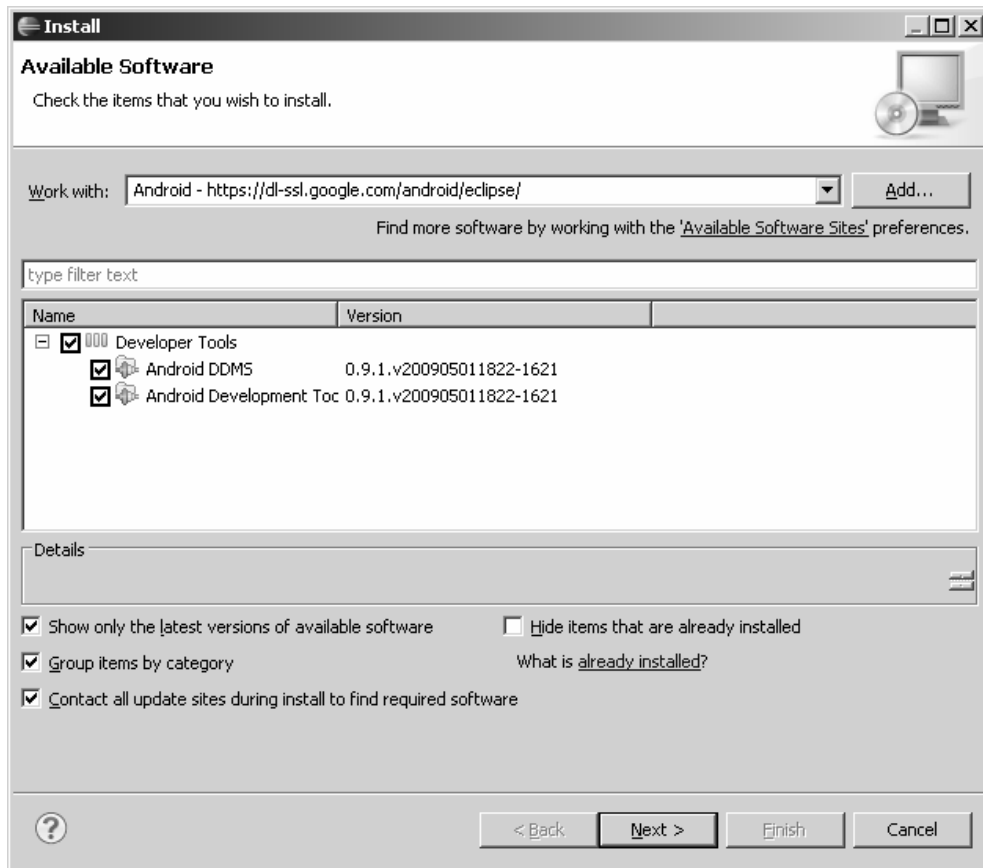 Install
Available Software
Check the items that you wish to install.
Work with: Android - https://dl-ssl.google.com/android/eclipse/ Add...
Find more software by working with the 'Available Software Sites' preferences.
type filter text
Name Version
Developer Tools
Android DDMS 0.9.1.v200905011822-1621
Android Development Toc 0.9.1.v200905011822-1621
Details
Show only the latest versions of available software Hide items that are already installed
Group items by category What is already installed?
Contact all update sites during install to find required software
? < Back Next > Finish Cancel